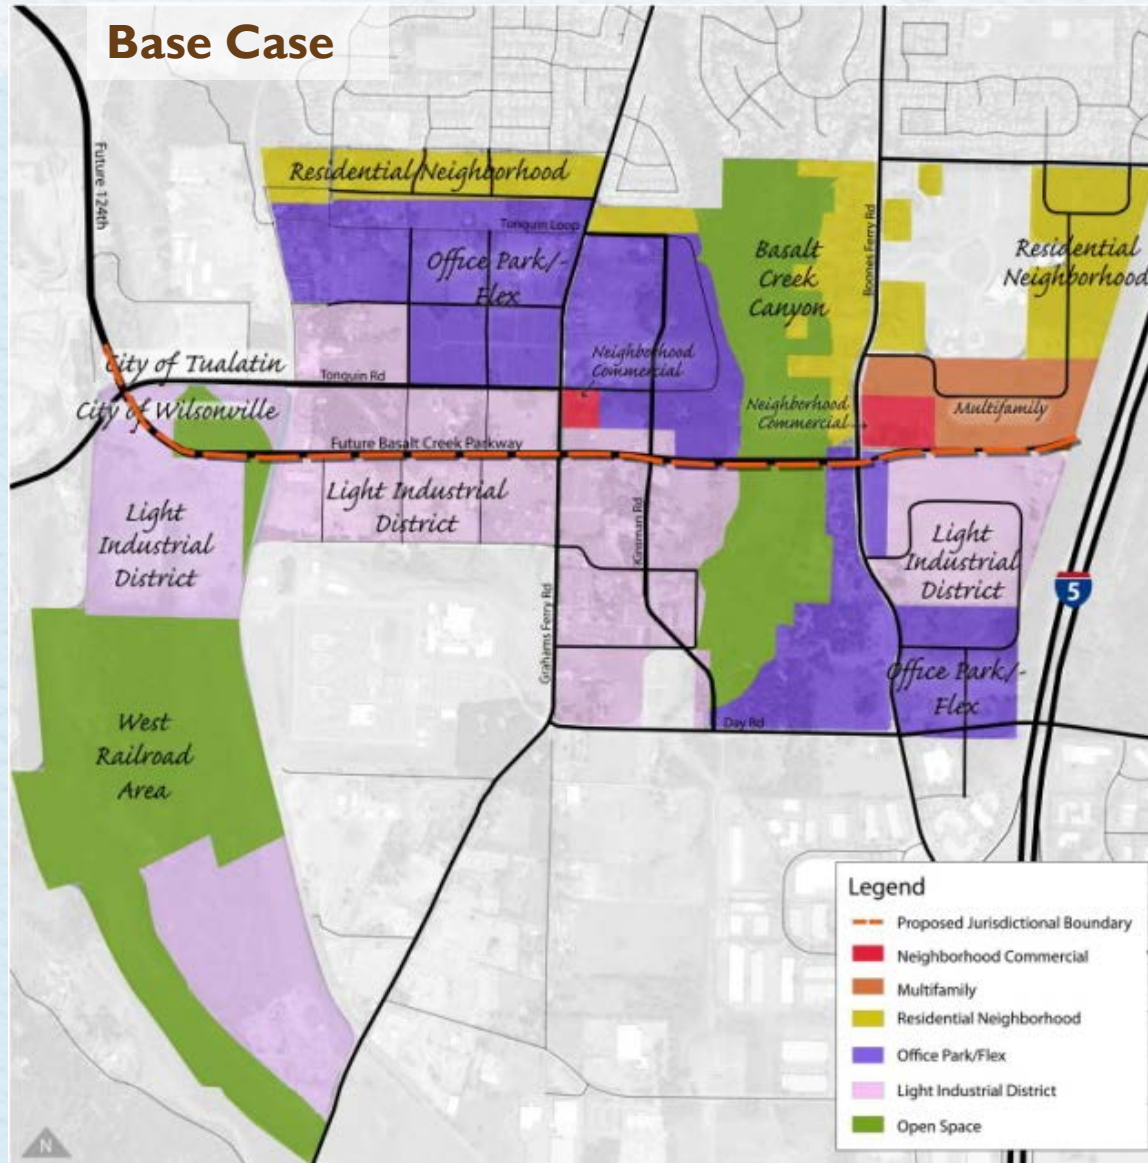 Base Case
Future 124th
Residential Neighborhood
Tonquin Loop
Office Park/-
Flex
Basalt
Creek
Canyon
Boones Ferry Rd
Residential
Neighborhood
Neighborhood
Commercial
City of Tualatin
Tonquin Rd
City of Wilsonville
Neighborhood
Commercial
Multifamily
Future Basalt Creek Parkway
Light
Industrial
District
Light Industrial
District
Kinsman Rd
Light
Industrial
District
5
Grahams Ferry Rd
Office Park/-
Flex
Day Rd
West
Railroad
Area
Legend
Proposed Jurisdictional Boundary
Neighborhood Commercial
Multifamily
Residential Neighborhood
Office Park/Flex
Light Industrial District
Open Space
N